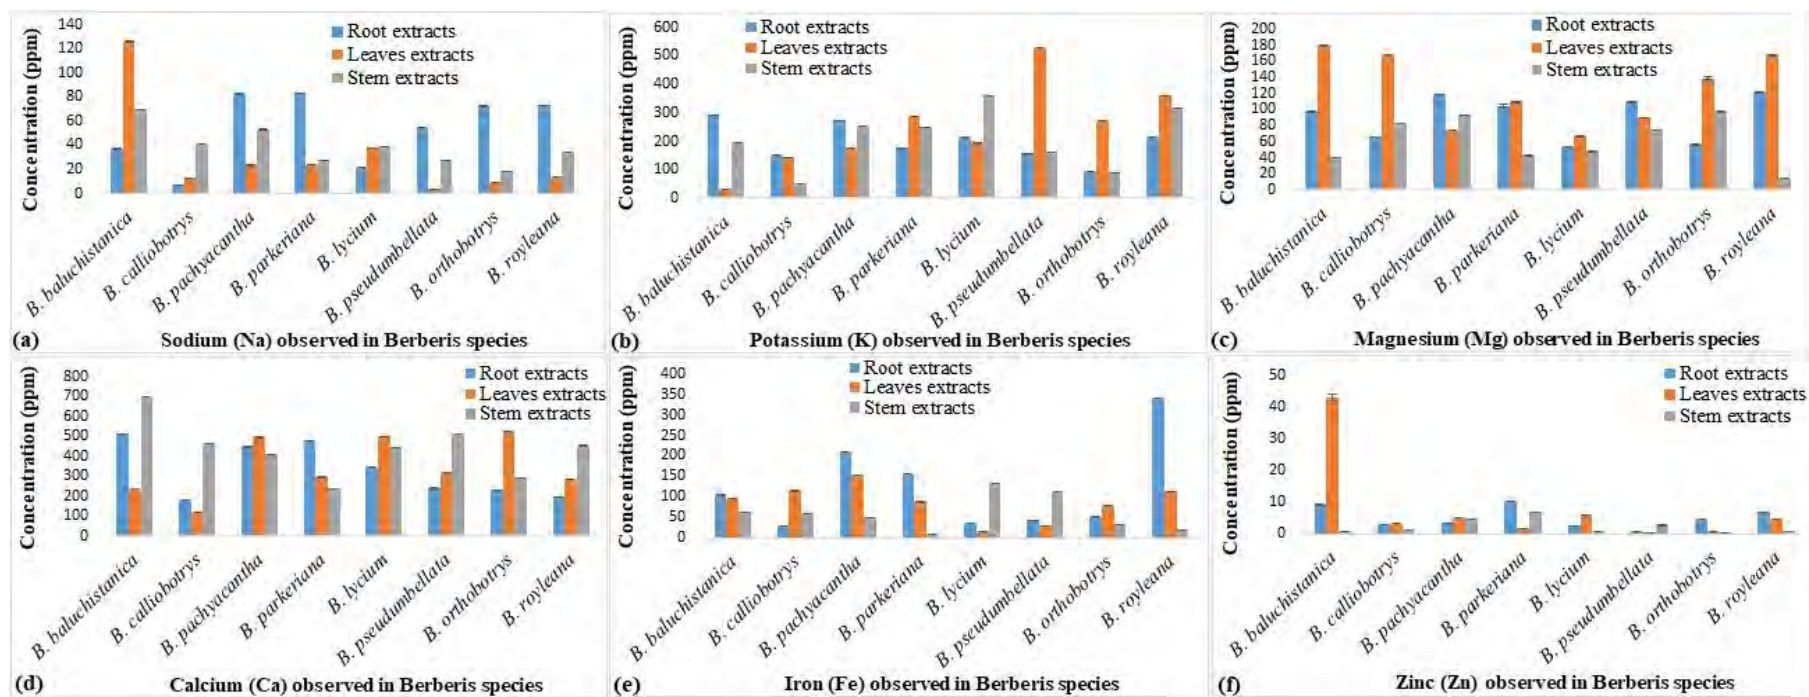 Concentration (ppm)
140
120
100
80
60
40
20
0
Root extracts
Leaves extracts
Stem extracts
B. baluchistanica
B. calliobotrys
B. pachyacantha
B. parkeriana
B. lycium
B. pseudumbellata
B. orthobotrys
B. royleana
(a)
Sodium (Na) observed in Berberis species
Concentration (ppm)
600
500
400
300
200
100
0
Root extracts
Leaves extracts
Stem extracts
B. baluchistanica
B. calliobotrys
B. pachyacantha
B. parkeriana
B. lycium
B. pseudumbellata
B. orthobotrys
B. royleana
(b)
Potassium (K) observed in Berberis species
Concentration (ppm)
200
180
160
140
120
100
80
60
40
20
0
Root extracts
Leaves extracts
Stem extracts
B. baluchistanica
B. calliobotrys
B. pachyacantha
B. parkeriana
B. lycium
B. pseudumbellata
B. orthobotrys
B. royleana
(c)
Magnesium (Mg) observed in Berberis species
Concentration (ppm)
800
700
600
500
400
300
200
100
0
Root extracts
Leaves extracts
Stem extracts
B. baluchistanica
B. calliobotrys
B. pachyacantha
B. parkeriana
B. lycium
B. pseudumbellata
B. orthobotrys
B. royleana
(d)
Calcium (Ca) observed in Berberis species
Concentration (ppm)
400
350
300
250
200
150
100
50
0
Root extracts
Leaves extracts
Stem extracts
B. baluchistanica
B. calliobotrys
B. pachyacantha
B. parkeriana
B. lycium
B. pseudumbellata
B. orthobotrys
B. royleana
(e)
Iron (Fe) observed in Berberis species
Concentration (ppm)
50
40
30
20
10
0
Root extracts
Leaves extracts
Stem extracts
B. baluchistanica
B. calliobotrys
B. pachyacantha
B. parkeriana
B. lycium
B. pseudumbellata
B. orthobotrys
B. royleana
(f)
Zinc (Zn) observed in Berberis species